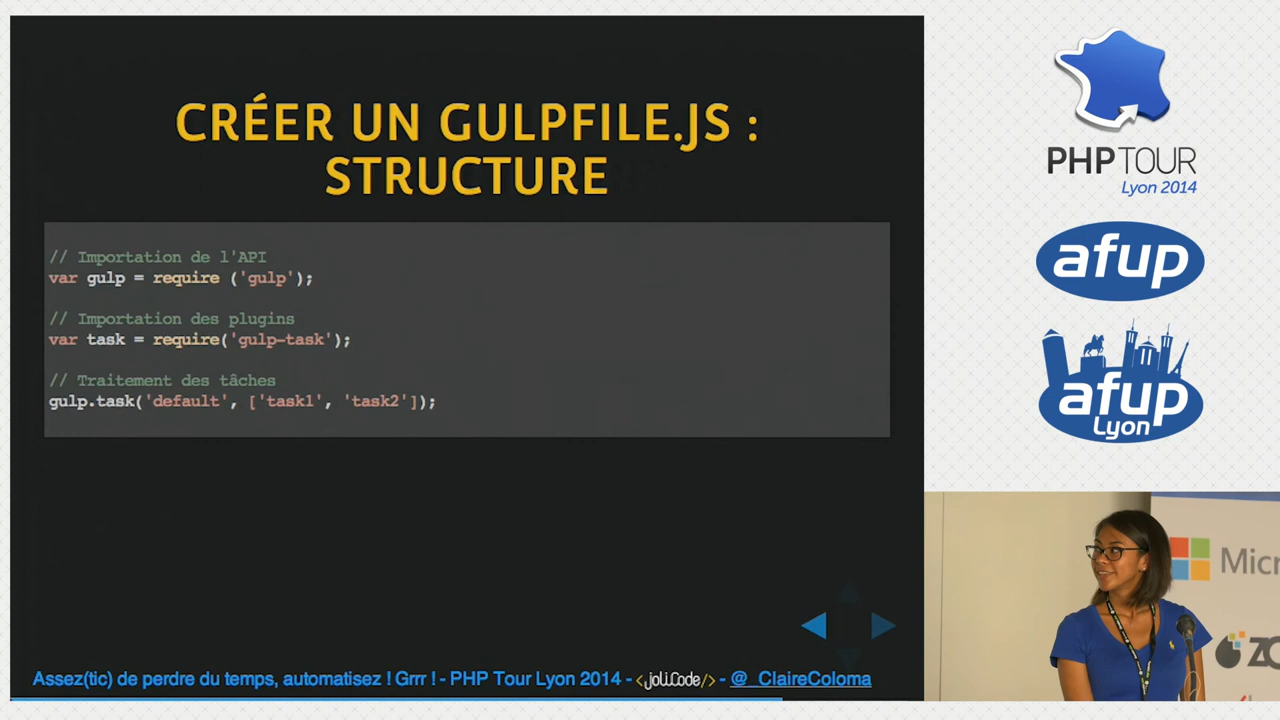 CRÉER UN GULPFILE.JS :
STRUCTURE
// Importation de l'API
var gulp = require ('gulp');
// Importation des plugins
var task = require('gulp-task');
// Traitement des tâches
gulp.task('default', ['task1', 'task2']);
Assez(tic) de perdre du temps, automatisez ! Grrr ! - PHP Tour Lyon 2014 - <joliCode/> - @_ClaireColoma
PHP TOUR
Lyon 2014
afup
afup
Lyon
Micr